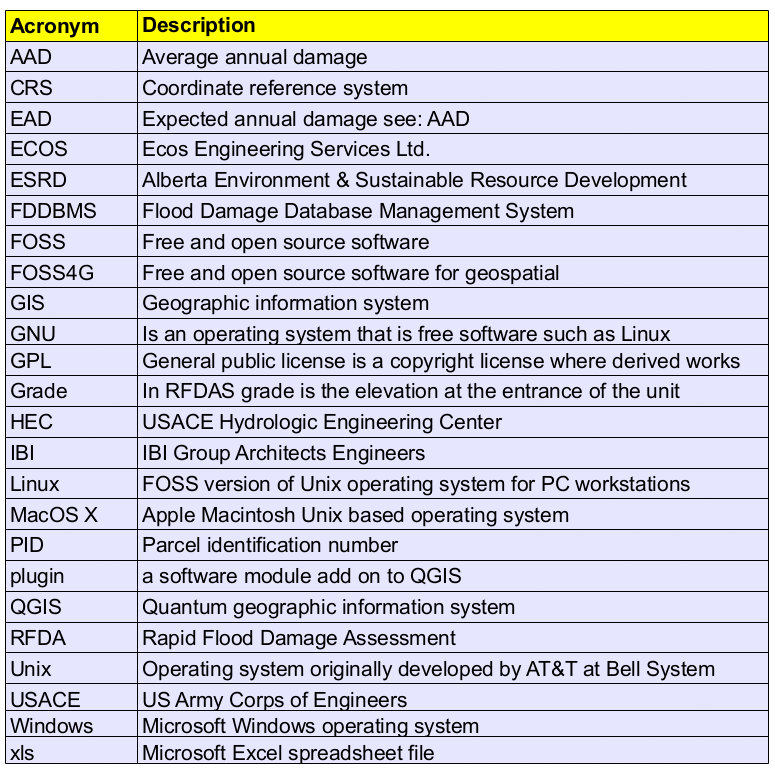 Acronym Description
AAD Average annual damage
CRS Coordinate reference system
EAD Expected annual damage see: AAD
ECOS Ecos Engineering Services Ltd.
ESRD Alberta Environment & Sustainable Resource Development
FDDBMS Flood Damage Database Management System
FOSS Free and open source software
FOSS4G Free and open source software for geospatial
GIS Geographic information system
GNU Is an operating system that is free software such as Linux
GPL General public license is a copyright license where derived works
Grade In RFDAS grade is the elevation at the entrance of the unit
HEC USACE Hydrologic Engineering Center
IBI IBI Group Architects Engineers
Linux FOSS version of Unix operating system for PC workstations
MacOS X Apple Macintosh Unix based operating system
PID Parcel identification number
plugin a software module add on to QGIS
QGIS Quantum geographic information system
RFDA Rapid Flood Damage Assessment
Unix Operating system originally developed by AT&T at Bell System
USACE US Army Corps of Engineers
Windows Microsoft Windows operating system
xls Microsoft Excel spreadsheet file